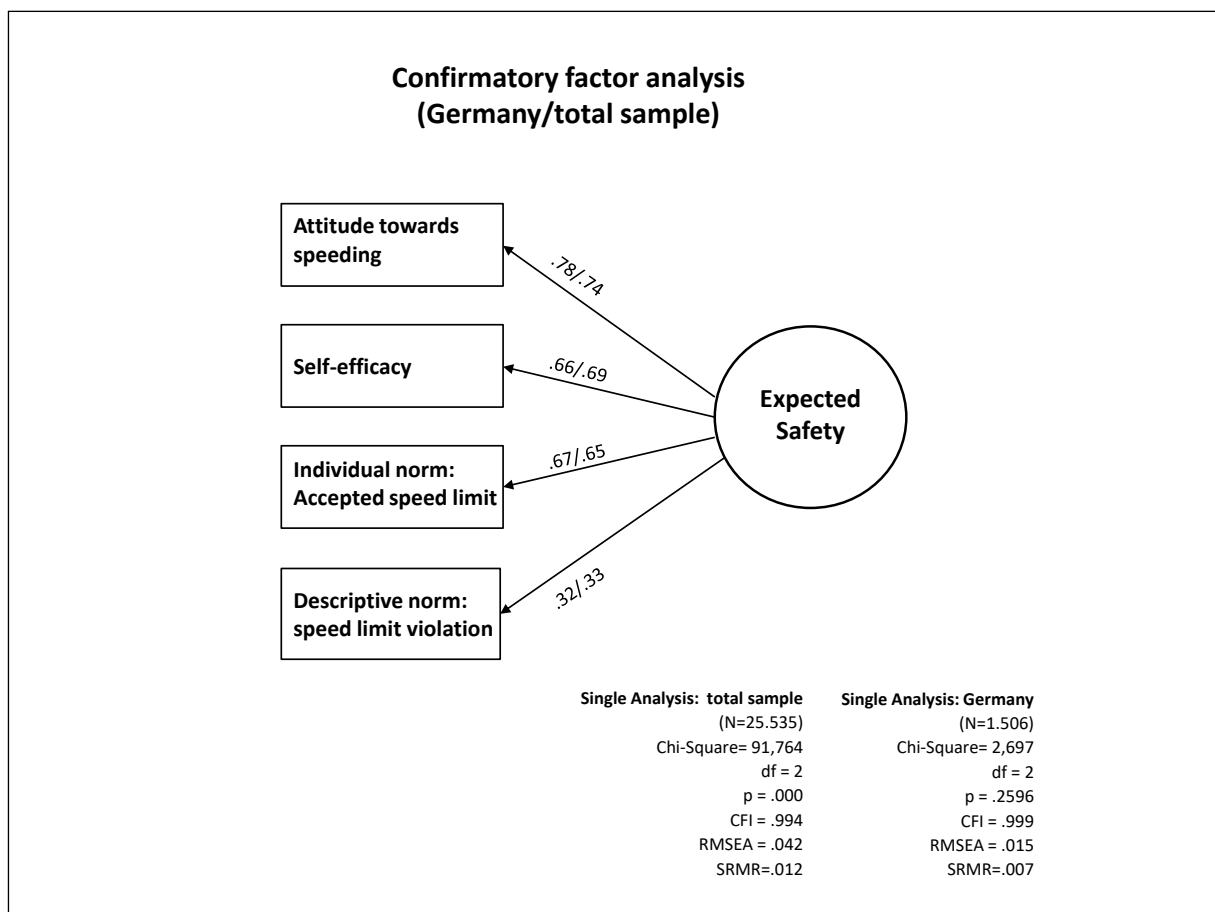 Confirmatory factor analysis
(Germany/total sample)
Attitude towards
speeding
.78/.74
Self-efficacy
.66/.69
Expected
Safety
Individual norm:
Accepted speed limit
.67/.65
Descriptive norm:
speed limit violation
.32/.33
Single Analysis: total sample
(N=25.535)
Chi-Square= 91,764
df = 2
p = .000
CFI = .994
RMSEA = .042
SRMR=.012
Single Analysis: Germany
(N=1.506)
Chi-Square= 2,697
df = 2
p = .2596
CFI = .999
RMSEA = .015
SRMR=.007